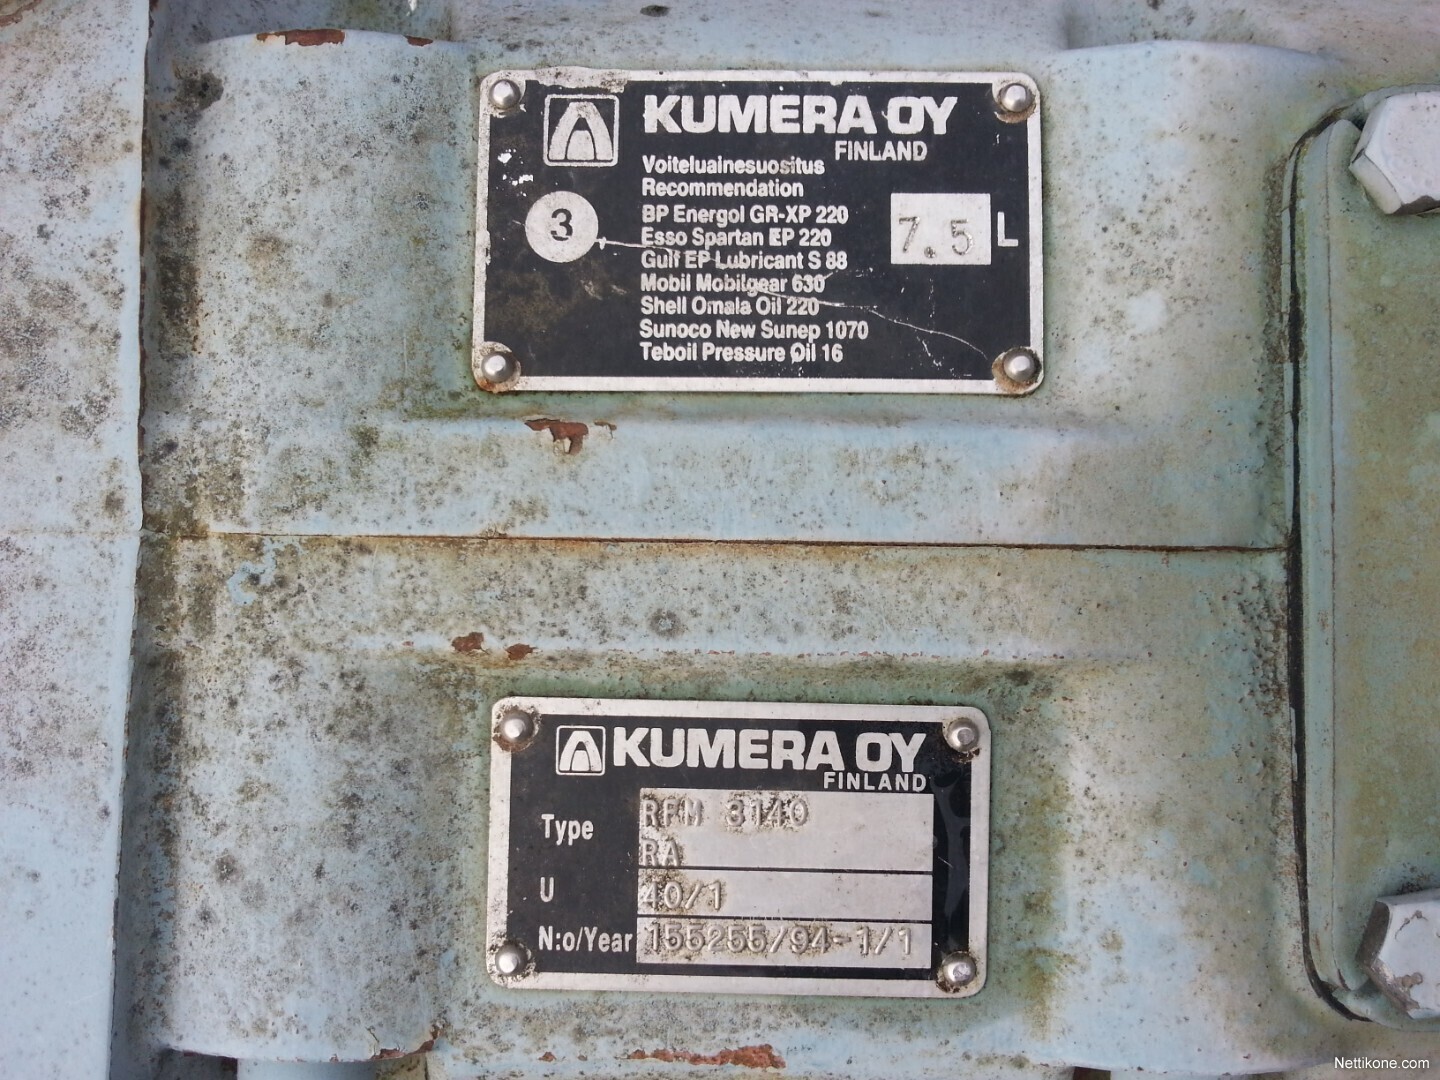 KUMERA OY
FINLAND
Voiteluainesuositus
Recommendation
3
BP Energol GR-XP 220
Esso Spartan EP 220
Gulf EP Lubricant S 88
Mobil Mobilgear 630
Shell Omala Oil 220
Sunoco New Sunep 1070
Teboil Pressure Oil 16
7.5 L
KUMERA OY
FINLAND
Type RFM 3140
RA
U 40/1
N:o/Year 155255/94-1/1
Nettikone.com